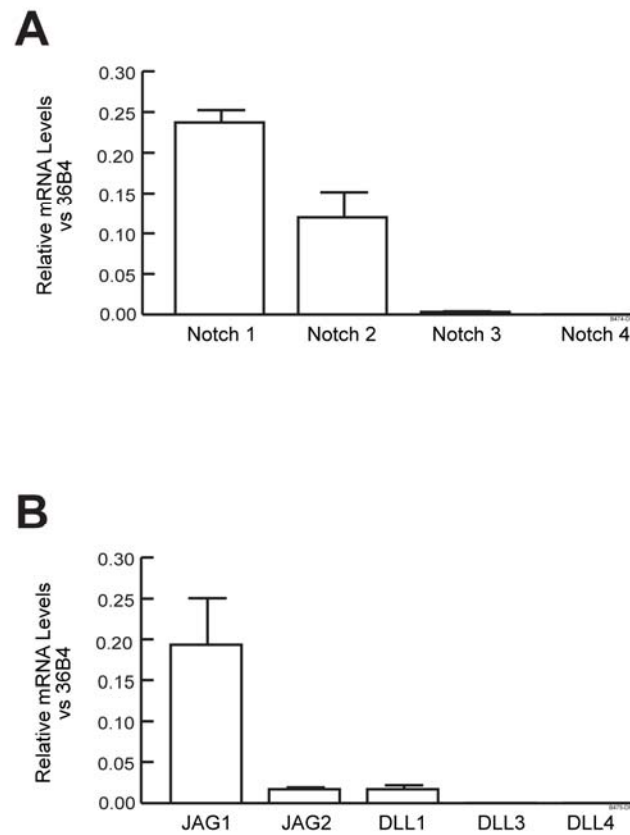 A
Relative mRNA Levels
vs 36B4
0.30
0.25
0.20
0.15
0.10
0.05
0.00
Notch 1 Notch 2 Notch 3 Notch 4
B
Relative mRNA Levels
vs 36B4
0.30
0.25
0.20
0.15
0.10
0.05
0.00
JAG1 JAG2 DLL1 DLL3 DLL4